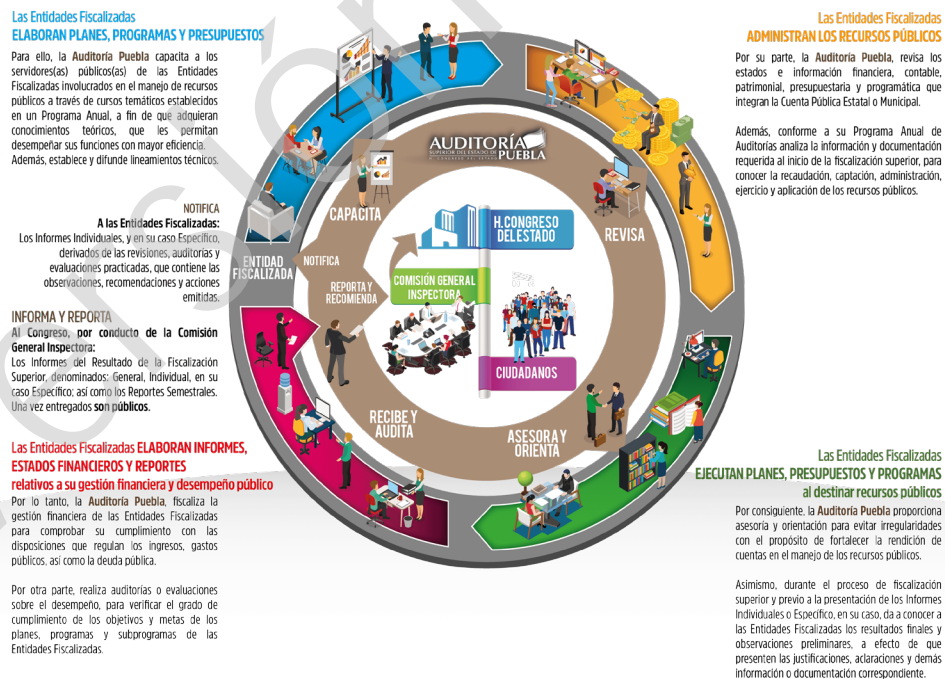 Las Entidades Fiscalizadas
ELABORAN PLANES, PROGRAMAS Y PRESUPUESTOS
Para ello, la Auditoría Puebla capacita a los
servidores(as) públicos(as) de las Entidades
Fiscalizadas involucrados en el manejo de recursos
públicos a través de cursos temáticos establecidos
en un Programa Anual, a fin de que adquieran
conocimientos teóricos, que les permitan
desempeñar sus funciones con mayor eficiencia.
Además, establece y difunde lineamientos técnicos.
NOTIFICA
A las Entidades Fiscalizadas:
Los Informes Individuales, y en su caso Específico,
derivados de las revisiones, auditorías y
evaluaciones practicadas, que contiene las
observaciones, recomendaciones y acciones
emitidas.
INFORMA Y REPORTA
Al Congreso, por conducto de la Comisión
General Inspectora:
Los Informes del Resultado de la Fiscalización
Superior, denominados: General, Individual, en su
caso Específico; así como los Reportes Semestrales.
Una vez entregados son públicos.
Las Entidades Fiscalizadas ELABORAN INFORMES,
ESTADOS FINANCIEROS Y REPORTES
relativos a su gestión financiera y desempeño público
Por lo tanto, la Auditoría Puebla, fiscaliza la
gestión financiera de las Entidades Fiscalizadas
para comprobar su cumplimiento con las
disposiciones que regulan los ingresos, gastos
públicos, así como la deuda pública.
Por otra parte, realiza auditorías o evaluaciones
sobre el desempeño, para verificar el grado de
cumplimiento de los objetivos y metas de los
planes, programas y subprogramas de las
Entidades Fiscalizadas.
AUDITORÍA
SUPERIOR DEL ESTADO DE PUEBLA
H. CONGRESO DEL ESTADO
CAPACITA
REVISA
ENTIDAD
FISCALIZADA
NOTIFICA
REPORTA Y
RECOMIENDA
H. CONGRESO
DEL ESTADO
COMISIÓN GENERAL
INSPECTORA
CIUDADANOS
RECIBE Y
AUDITA
ASESORA Y
ORIENTA
Las Entidades Fiscalizadas
ADMINISTRAN LOS RECURSOS PÚBLICOS
Por su parte, la Auditoría Puebla, revisa los
estados e información financiera, contable,
patrimonial, presupuestaria y programática que
integran la Cuenta Pública Estatal o Municipal.
Además, conforme a su Programa Anual de
Auditorías analiza la información y documentación
requerida al inicio de la fiscalización superior, para
conocer la recaudación, captación, administración,
ejercicio y aplicación de los recursos públicos.
Las Entidades Fiscalizadas
EJECUTAN PLANES, PRESUPUESTOS Y PROGRAMAS
al destinar recursos públicos
Por consiguiente, la Auditoría Puebla proporciona
asesoría y orientación para evitar irregularidades
con el propósito de fortalecer la rendición de
cuentas en el manejo de los recursos públicos.
Asimismo, durante el proceso de fiscalización
superior y previo a la presentación de los Informes
Individuales o Específico, en su caso, da a conocer a
las Entidades Fiscalizadas los resultados finales y
observaciones preliminares, a efecto de que
presenten las justificaciones, aclaraciones y demás
información o documentación correspondiente.